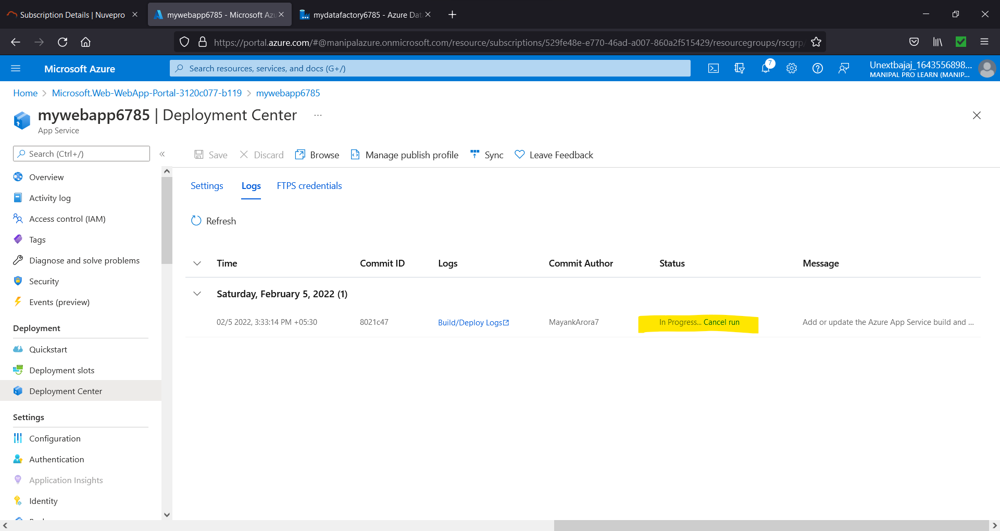 Subscription Details | Nuvepro
mywebapp6785 - Microsoft Azu
mydatafactory6785 - Azure Dat
https://portal.azure.com/#@manipalazure.onmicrosoft.com/resource/subscriptions/529fe48e-e770-46ad-a007-860a2f515429/resourcegroups/rscgrp/
Microsoft Azure
Search resources, services, and docs (G+/)
7
Unextbajaj_1643556898...
MANIPAL PRO LEARN (MANIP...
Home > Microsoft.Web-WebApp-Portal-3120c077-b119 > mywebapp6785
mywebapp6785 | Deployment Center ...
App Service
Search (Ctrl+/)
«
Save
Discard
Browse
Manage publish profile
Sync
Leave Feedback
Overview
Activity log
Access control (IAM)
Tags
Diagnose and solve problems
Security
Events (preview)
Deployment
Quickstart
Deployment slots
Deployment Center
Settings
Configuration
Authentication
Application Insights
Identity
Settings
Logs
FTPS credentials
Refresh
Time Commit ID Logs Commit Author Status Message
Saturday, February 5, 2022 (1)
02/5 2022, 3:33:14 PM +05:30 8021c47 Build/Deploy Logs MayankArora7 In Progress... Cancel run Add or update the Azure App Service build and ...